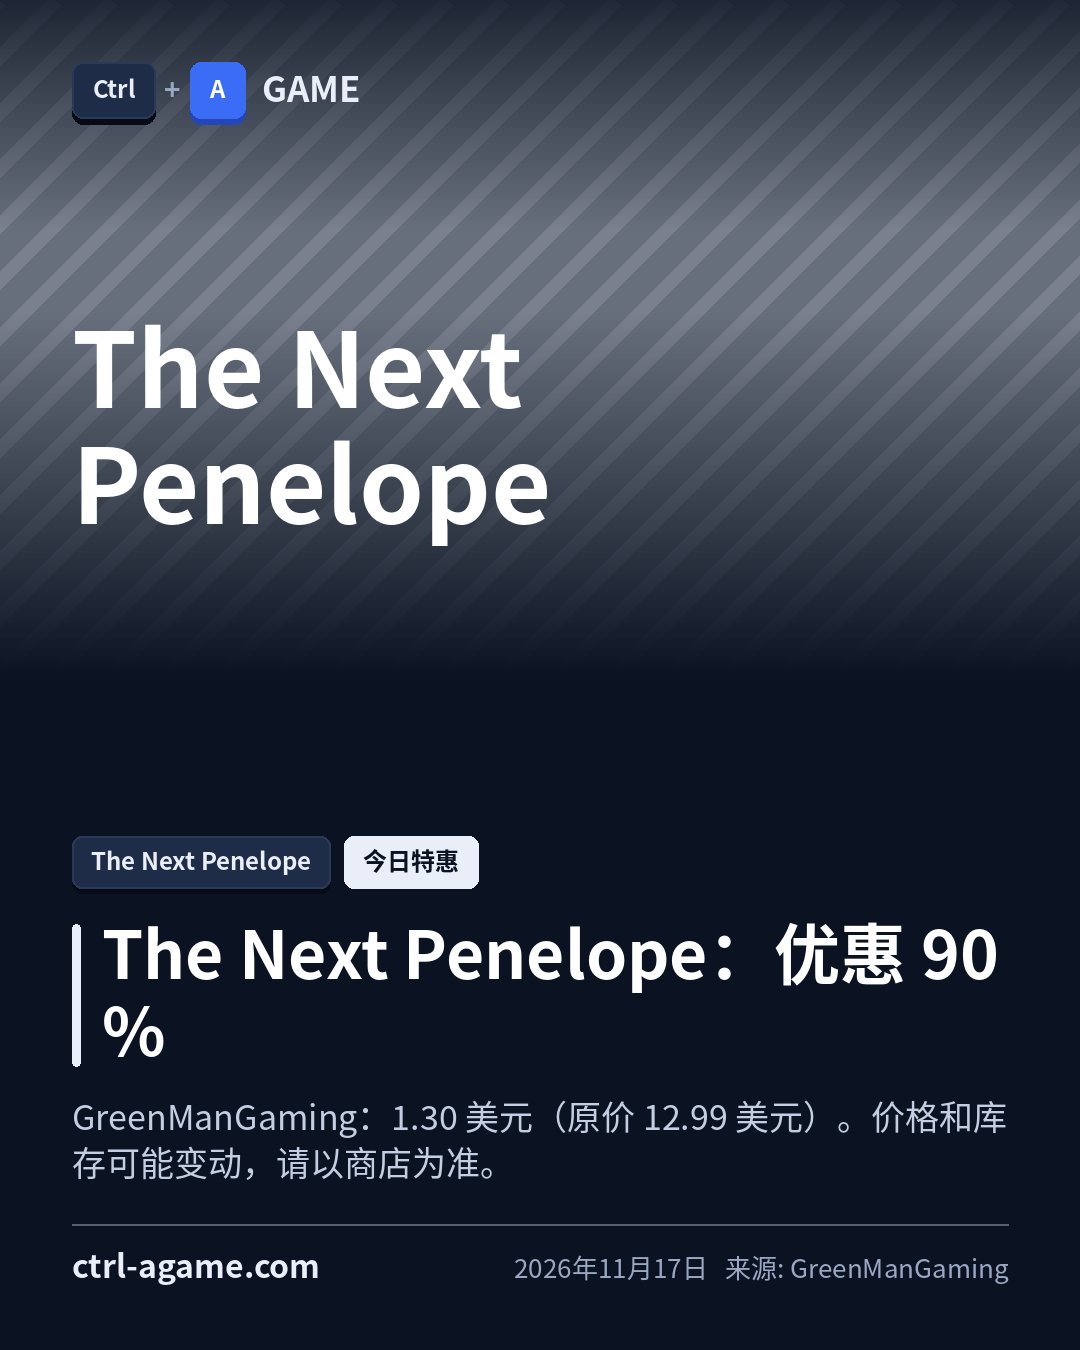 Ctrl + A GAME
The Next
Penelope
The Next Penelope 今日特惠
The Next Penelope：优惠 90
%
GreenManGaming：1.30 美元（原价 12.99 美元）。价格和库
存可能变动，请以商店为准。
ctrl-agame.com 2026年11月17日 来源: GreenManGaming